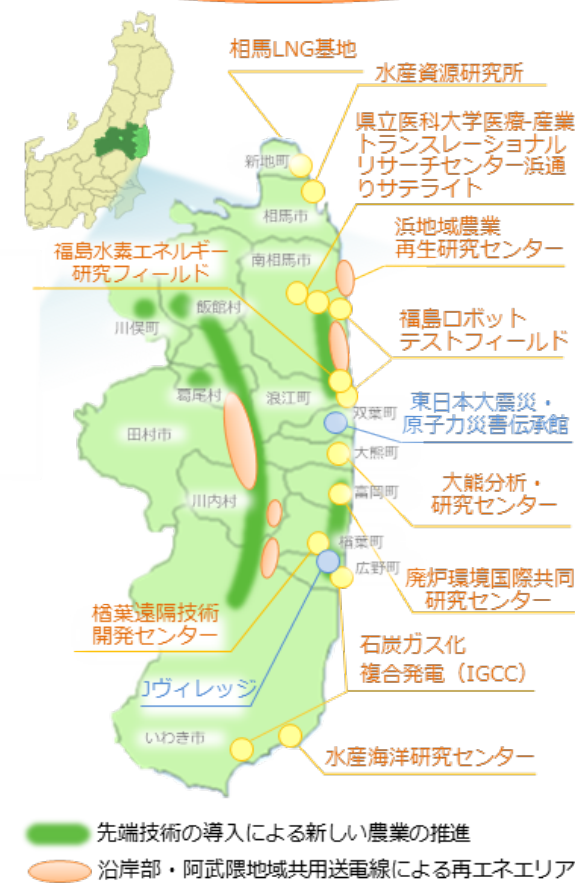 相馬LNG基地
水産資源研究所
県立医科大学医療-産業
トランスレーショナル
リサーチセンター浜通
りサテライト
新地町
相馬市
浜地域農業
再生研究センター
福島水素エネルギー
研究フィールド
南相馬市
飯館村
川俣町
福島ロボット
テストフィールド
葛尾村
浪江町
双葉町
東日本大震災・
原子力災害伝承館
田村市
大熊町
大熊分析・
研究センター
富岡町
川内村
楢葉町
広野町
廃炉環境国際共同
研究センター
楢葉遠隔技術
開発センター
石炭ガス化
複合発電（IGCC）
Jヴィレッジ
いわき市
水産海洋研究センター
先端技術の導入による新しい農業の推進
沿岸部・阿武隈地域共用送電線による再エネエリア